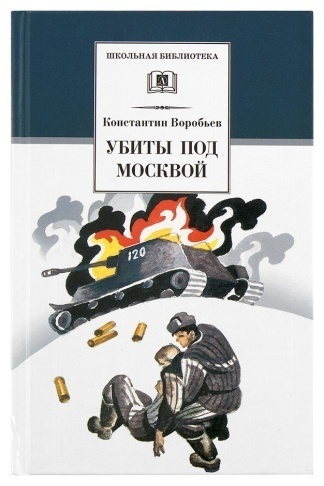 ШКОЛЬНАЯ БИБЛИОТЕКА
Константин Воробьев
УБИТЫ ПОД
МОСКВОЙ
120